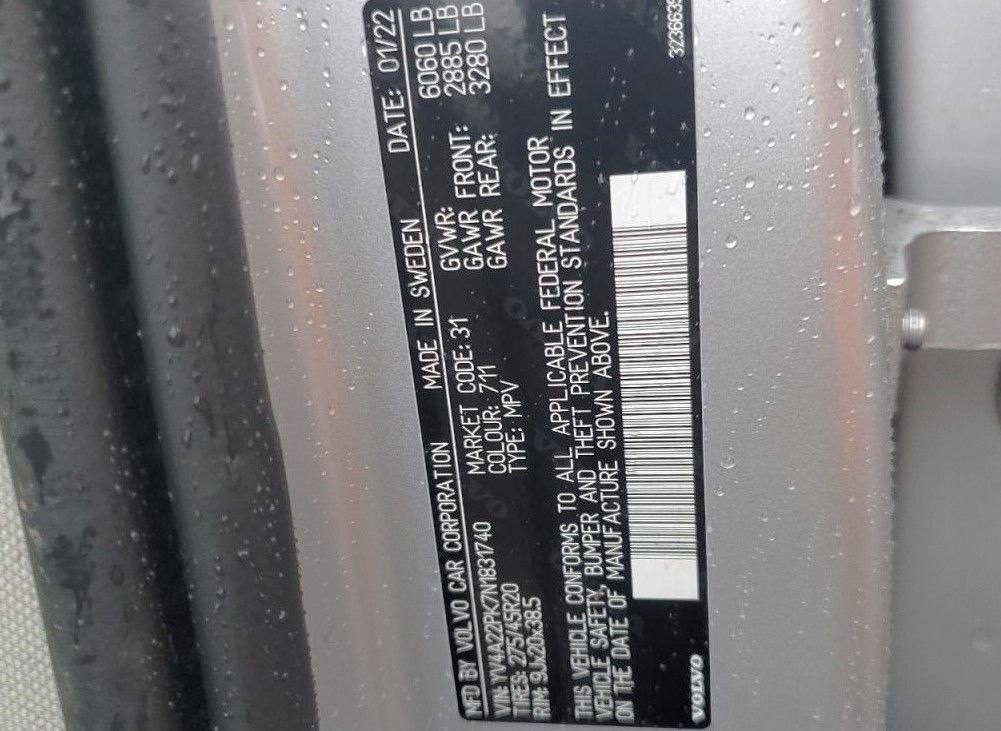 MFD BY VOLVO CAR CORPORATION MADE IN SWEDEN DATE: 01/22
VIN: YV4A22PK7N1831740 MARKET CODE: 31 GVWR: 6060 LB
TIRES: 275/45R20 COLOUR: 711 GAWR FRONT: 2885 LB
RIM: 9Jx20x38.5 TYPE: MPV GAWR REAR: 3280 LB
THIS VEHICLE CONFORMS TO ALL APPLICABLE FEDERAL MOTOR
VEHICLE SAFETY, BUMPER AND THEFT PREVENTION STANDARDS IN EFFECT
ON THE DATE OF MANUFACTURE SHOWN ABOVE.
VOLVO